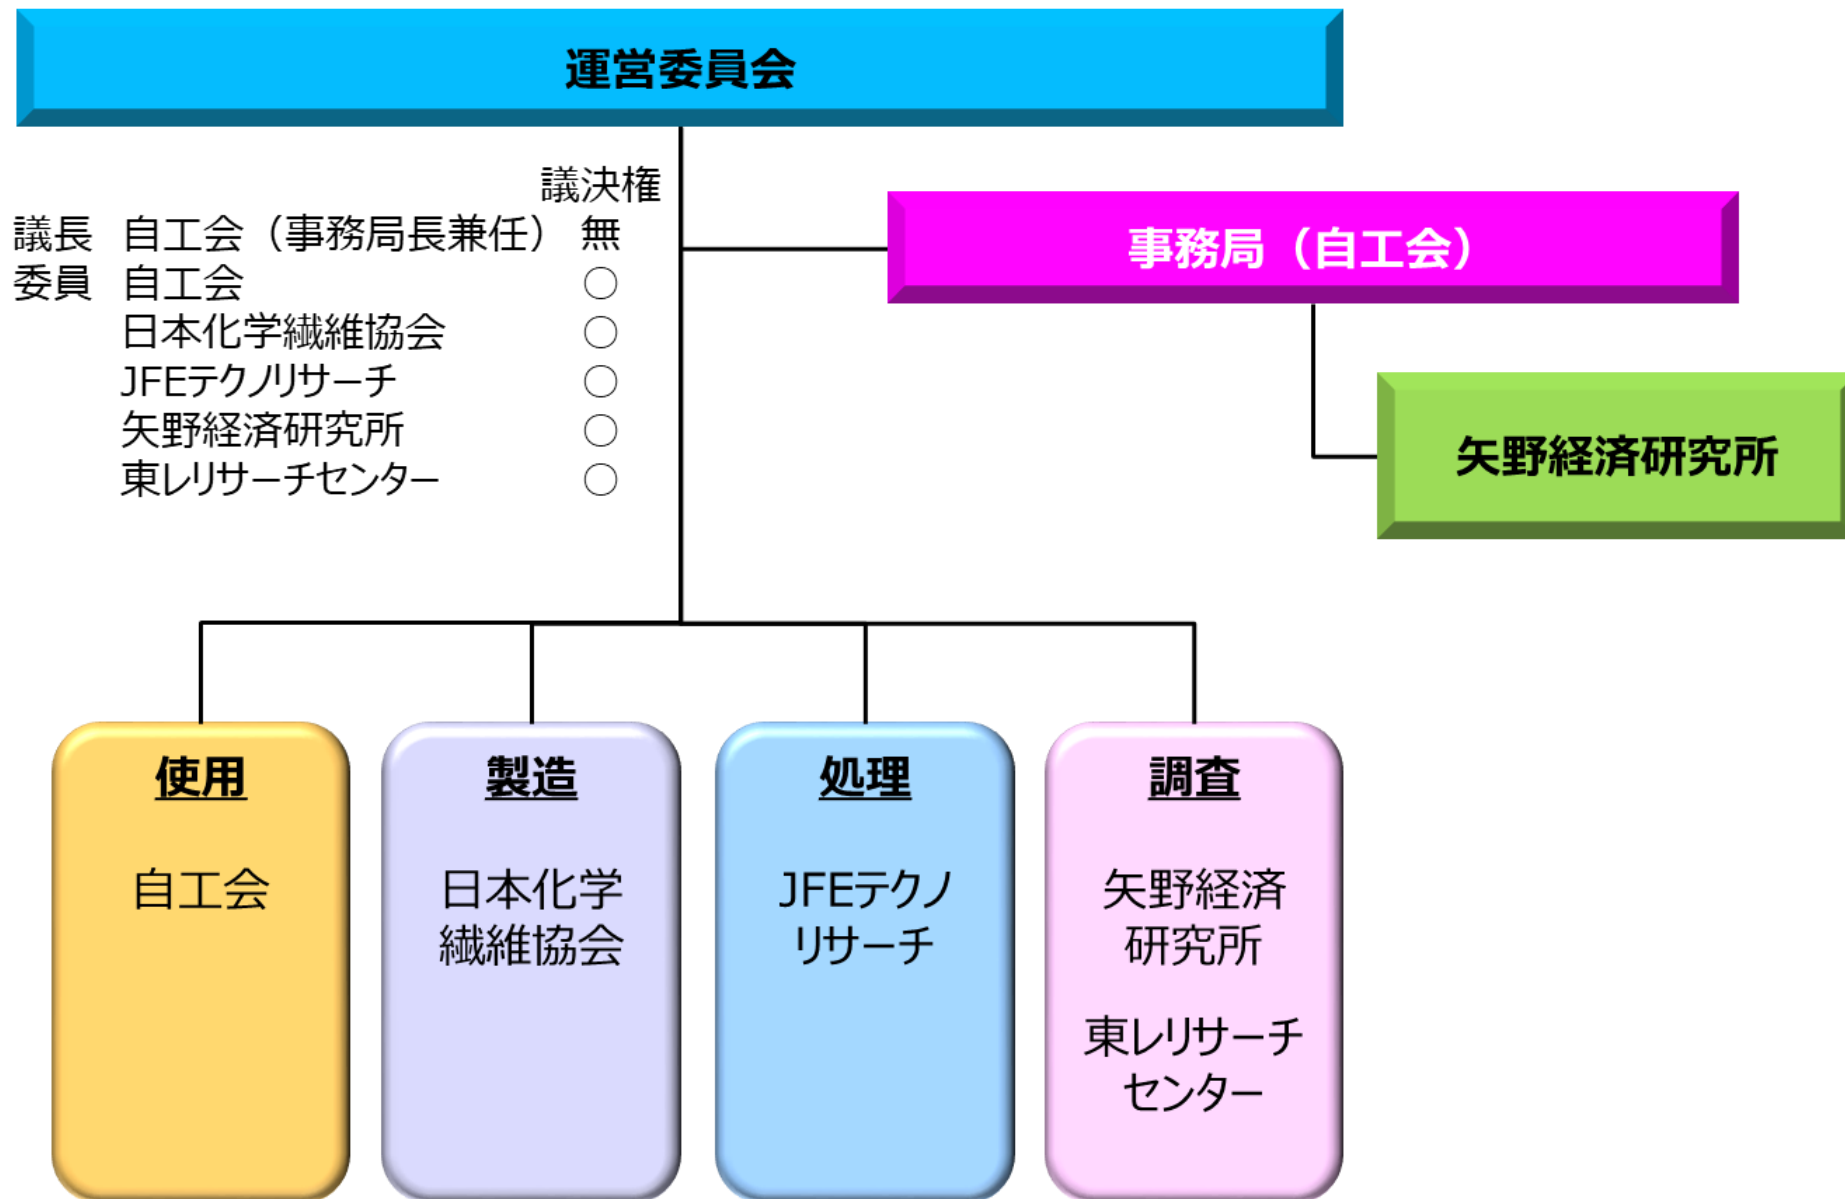 運営委員会
議決権
議長 自工会（事務局長兼任） 無
委員 自工会 ○
日本化学繊維協会 ○
JFEテクノリサーチ ○
矢野経済研究所 ○
東レリサーチセンター ○
事務局（自工会）
矢野経済研究所
使用
自工会
製造
日本化学
繊維協会
処理
JFEテクノ
リサーチ
調査
矢野経済
研究所
東レリサーチ
センター